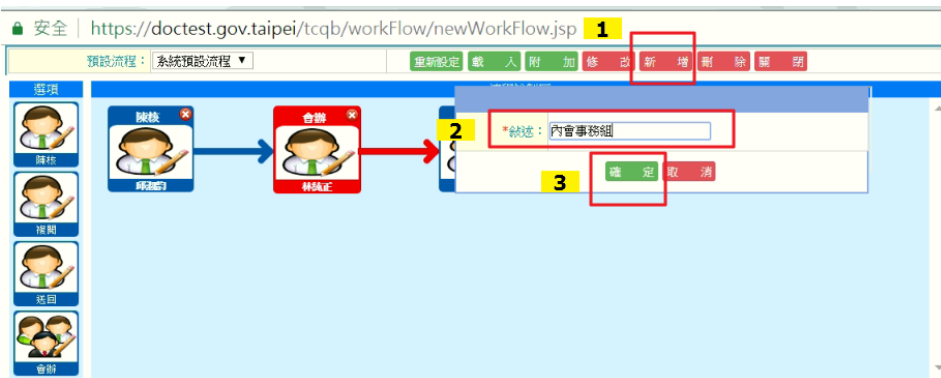 安全 | https://doctest.gov.taipei/tcqb/workFlow/newWorkFlow.jsp
1
預設流程： 系統預設流程 ▼ 重新設定 載 入 附 加 修 改 新 增 刪 除 關 閉
選項
陳核 會辦
2 *敘述： 內會事務組
陳核
3 確 定 取 消
複閱
送回
會辦